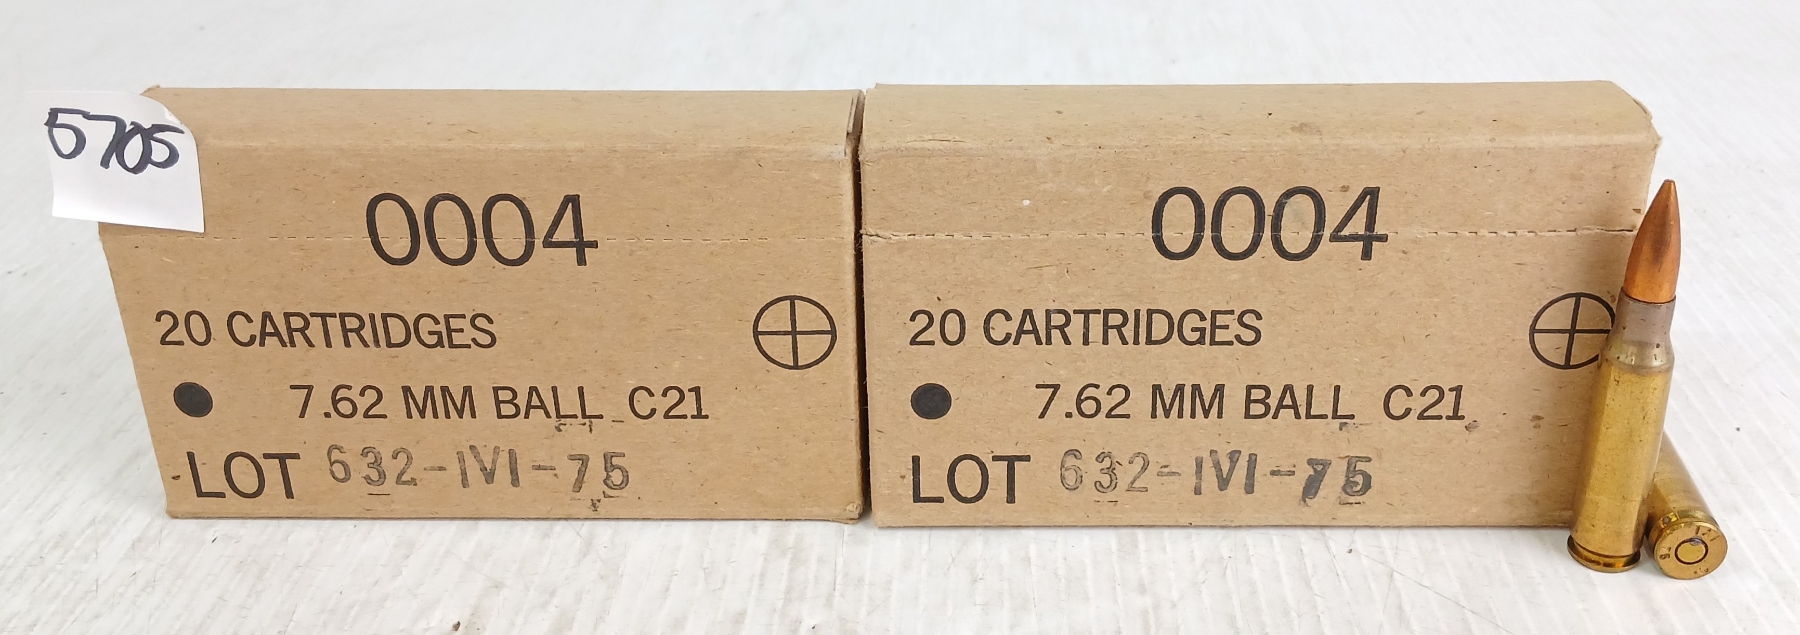 5705
0004
20 CARTRIDGES
7.62 MM BALL C21
LOT 632-IVI-75
0004
20 CARTRIDGES
7.62 MM BALL C21
LOT 632-IVI-75